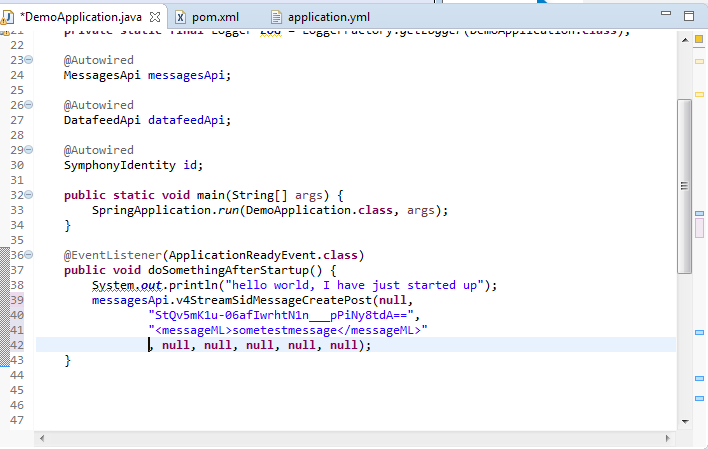 *DemoApplication.java pom.xml application.yml
21 private static final Logger LOG = LoggerFactory.getLogger(DemoApplication.class);
22
23 @Autowired
24 MessagesApi messagesApi;
25
26 @Autowired
27 DatafeedApi datafeedApi;
28
29 @Autowired
30 SymphonyIdentity id;
31
32 public static void main(String[] args) {
33 SpringApplication.run(DemoApplication.class, args);
34 }
35
36 @EventListener(ApplicationReadyEvent.class)
37 public void doSomethingAfterStartup() {
38 System.out.println("hello world, I have just started up");
39 messagesApi.v4StreamSidMessageCreatePost(null,
40 "StQv5mK1u-06afIwrhtN1n___pPiNy8tdA==",
41 "<messageML>sometestmessage</messageML>"
42 , null, null, null, null, null);
43 }
44
45
46
47